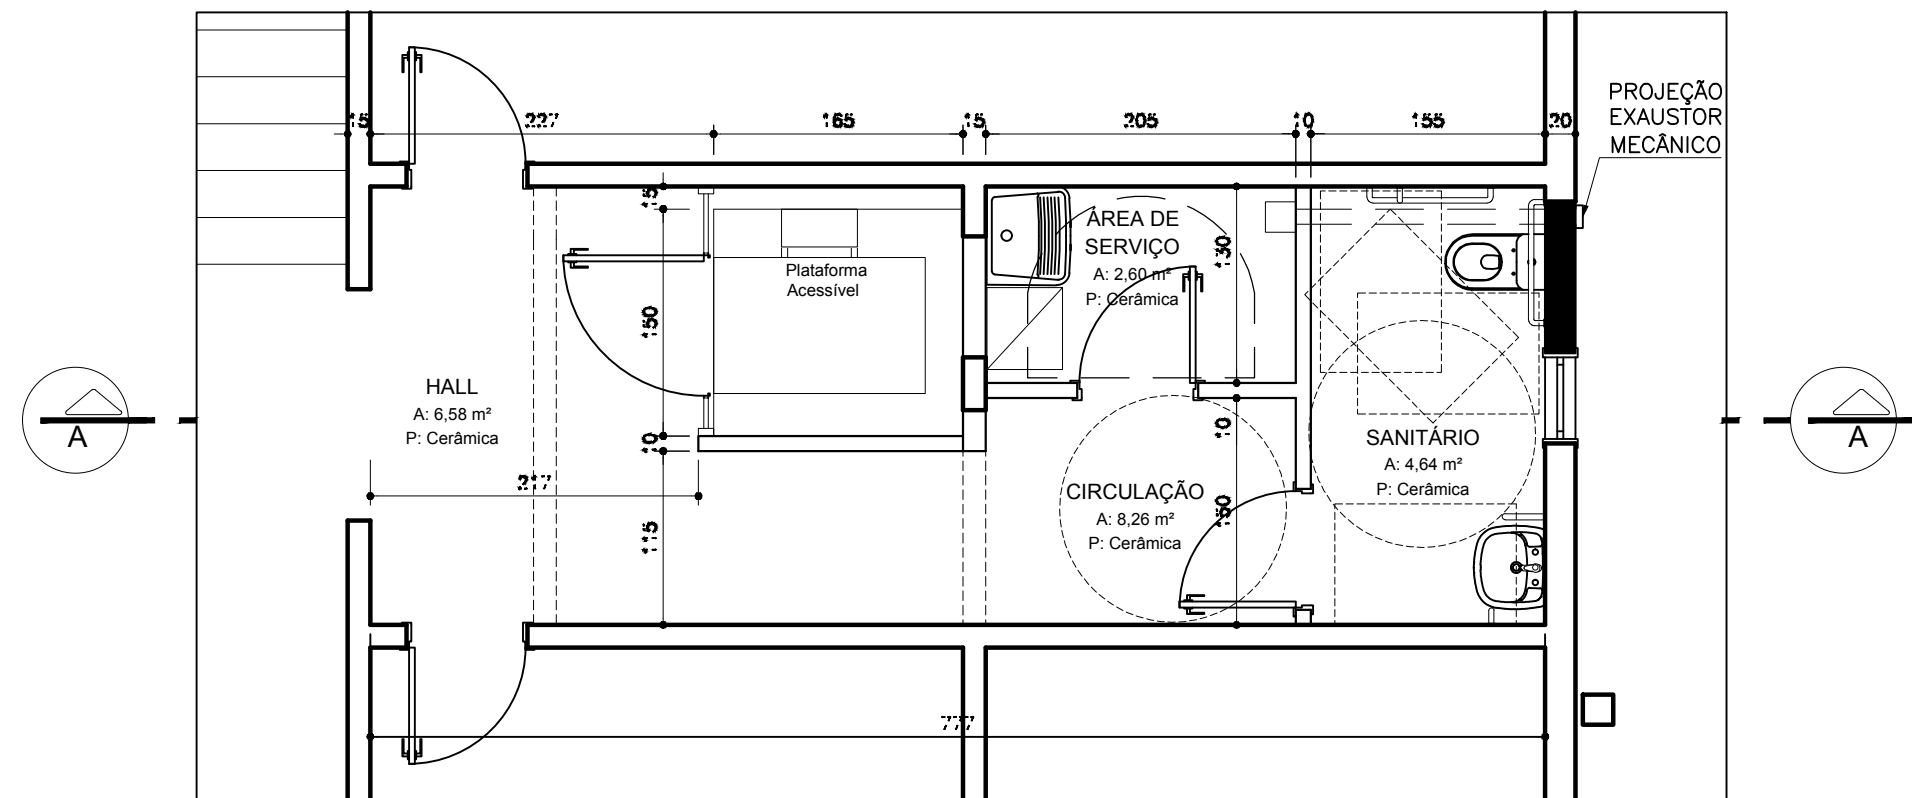 PROJEÇÃO
EXAUSTOR
MECÂNICO
15
227
165
15
205
10
155
20
15
150
10
115
217
Plataforma
Acessível
ÁREA DE
SERVIÇO
A: 2,60 m²
P: Cerâmica
130
10
150
HALL
A: 6,58 m²
P: Cerâmica
CIRCULAÇÃO
A: 8,26 m²
P: Cerâmica
SANITÁRIO
A: 4,64 m²
P: Cerâmica
A
A
777